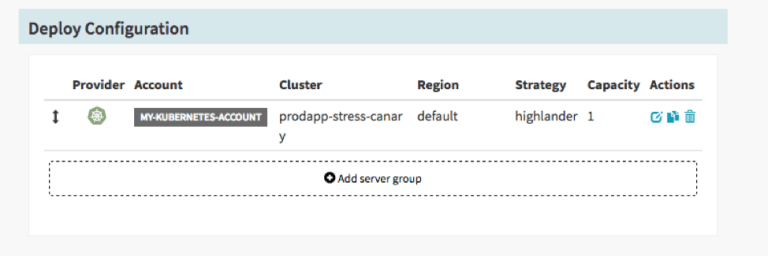 Deploy Configuration
Provider Account Cluster Region Strategy Capacity Actions
MY-KUBERNETES-ACCOUNT prodapp-stress-canar default highlander 1
y
Add server group